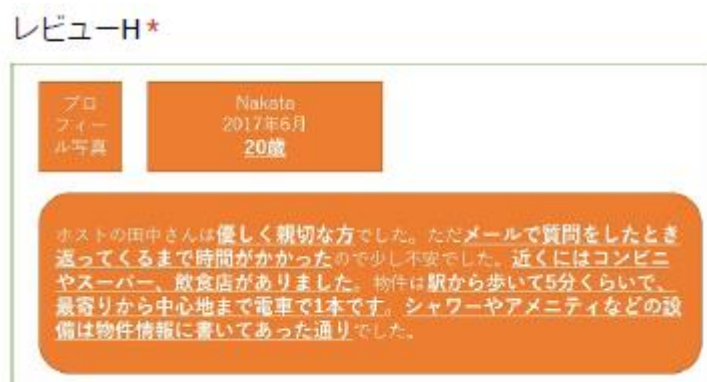 レビューH*
プロ
フィー
ル写真
Nakata
2017年6月
20歳
ホストの田中さんは優しく親切な方でした。ただメールで質問をしたとき
返ってくるまで時間がかかったので少し不安でした。近くにはコンビニ
やスーパー、飲食店がありました。物件は駅から歩いて5分くらいで、
最寄りから中心地まで電車で1本です。シャワーやアメニティなどの設
備は物件情報に書いてあった通りでした。